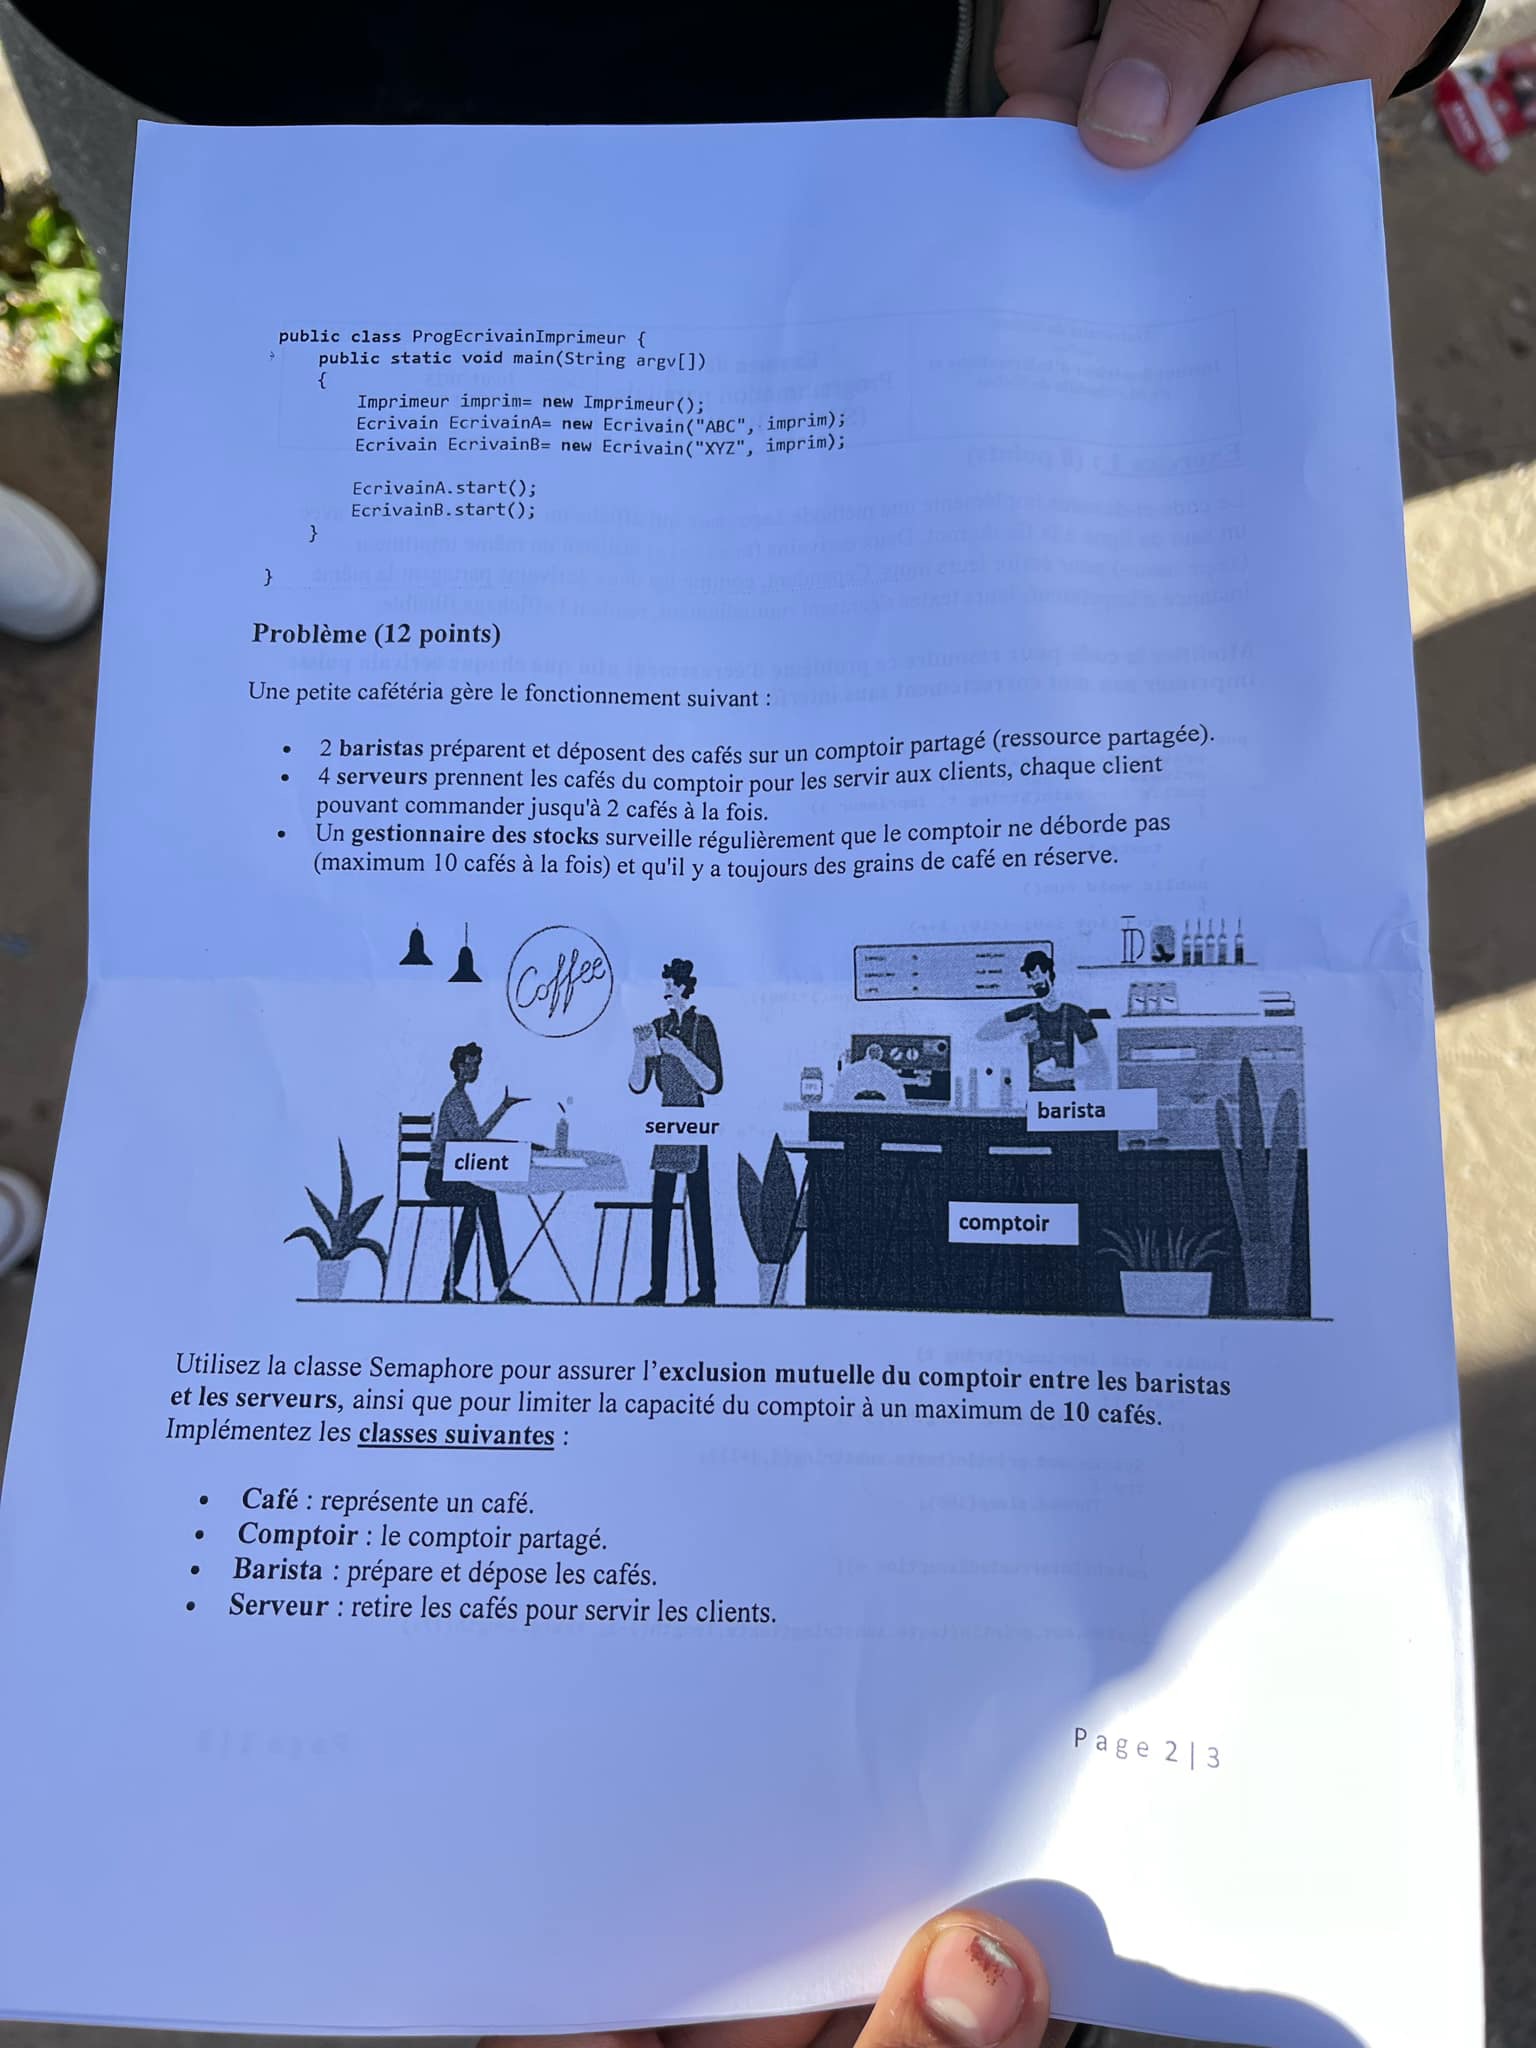 public class ProgEcrivainImprimeur {
public static void main(String argv[])
{
Imprimeur imprim= new Imprimeur();
Ecrivain EcrivainA= new Ecrivain("ABC", imprim);
Ecrivain EcrivainB= new Ecrivain("XYZ", imprim);
EcrivainA.start();
EcrivainB.start();
}
}
Problème (12 points)
Une petite cafétéria gère le fonctionnement suivant :
• 2 baristas préparent et déposent des cafés sur un comptoir partagé (ressource partagée).
• 4 serveurs prennent les cafés du comptoir pour les servir aux clients, chaque client
pouvant commander jusqu'à 2 cafés à la fois.
• Un gestionnaire des stocks surveille régulièrement que le comptoir ne déborde pas
(maximum 10 cafés à la fois) et qu'il y a toujours des grains de café en réserve.
Coffee
barista
serveur
client
comptoir
Utilisez la classe Semaphore pour assurer l'exclusion mutuelle du comptoir entre les baristas
et les serveurs, ainsi que pour limiter la capacité du comptoir à un maximum de 10 cafés.
Implémentez les classes suivantes :
• Café : représente un café.
• Comptoir : le comptoir partagé.
• Barista : prépare et dépose les cafés.
• Serveur : retire les cafés pour servir les clients.
Page 2|3